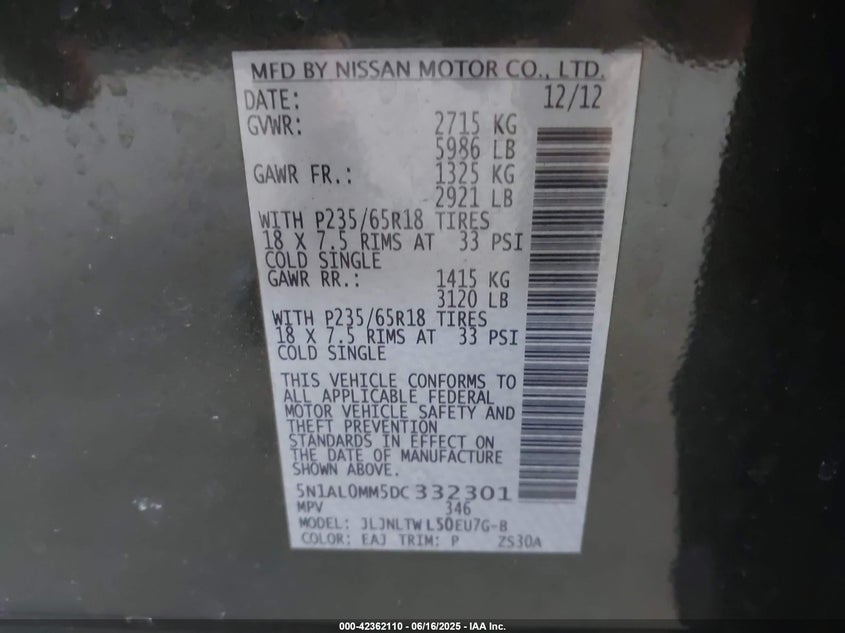 MFD BY NISSAN MOTOR CO., LTD.
DATE: 12/12
GVWR: 2715 KG
5986 LB
GAWR FR.: 1325 KG
2921 LB
WITH P235/65R18 TIRES
18 X 7.5 RIMS AT 33 PSI
COLD SINGLE
GAWR RR.: 1415 KG
3120 LB
WITH P235/65R18 TIRES
18 X 7.5 RIMS AT 33 PSI
COLD SINGLE
THIS VEHICLE CONFORMS TO
ALL APPLICABLE FEDERAL
MOTOR VEHICLE SAFETY AND
THEFT PREVENTION
STANDARDS IN EFFECT ON
THE DATE OF MANUFACTURE
SHOWN ABOVE.
5N1AL0MM5DC332301
MPV 346
MODEL: JLJNLTWL50EU7G-B
COLOR: EAJ TRIM: P ZS30A
000-42362110 - 06/16/2025 - IAA Inc.